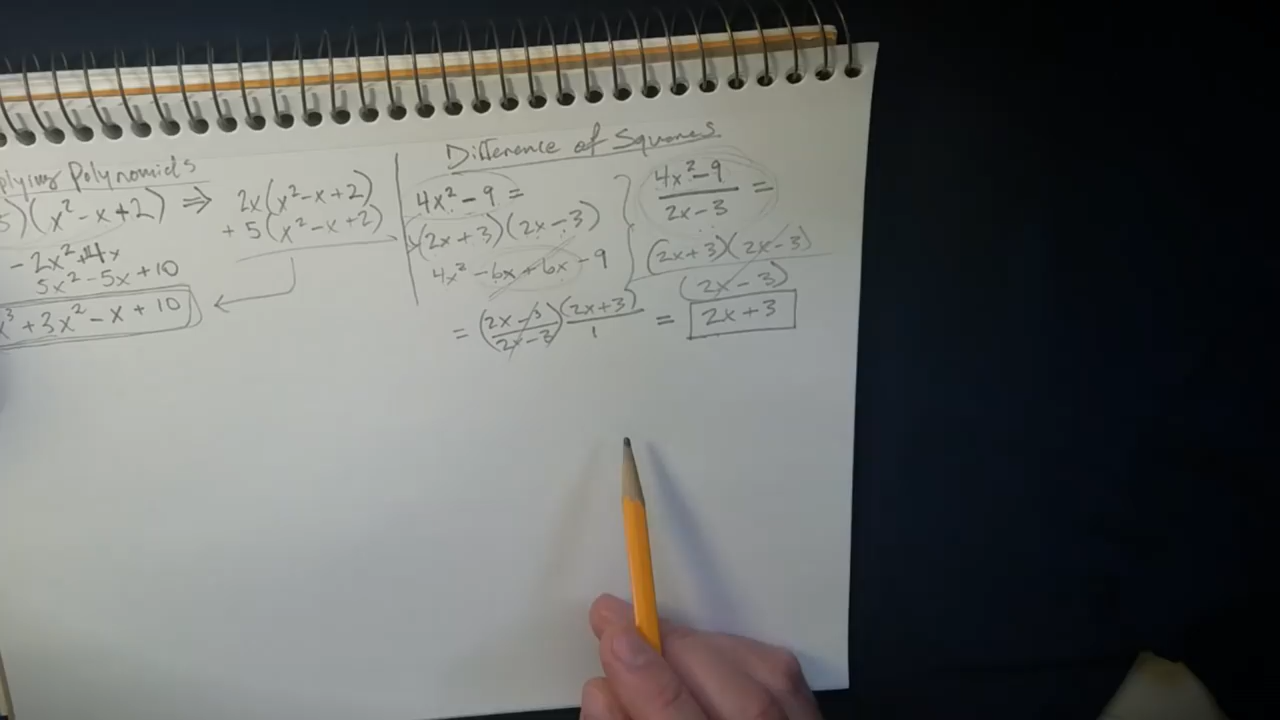 plying Polynomials
5)(x²-x+2) ⇒ 2x(x²-x+2)
+ 5(x²-x+2)
- 2x²+4x
5x²-5x+10
x³+3x²-x+10
Difference of Squares
4x²-9 =
(2x+3)(2x-3)
4x²-6x+6x-9
4x²-9 / 2x-3 =
(2x+3)(2x-3)
(2x-3)
= (2x-3 / 2x-3)(2x+3) / 1 = 2x+3